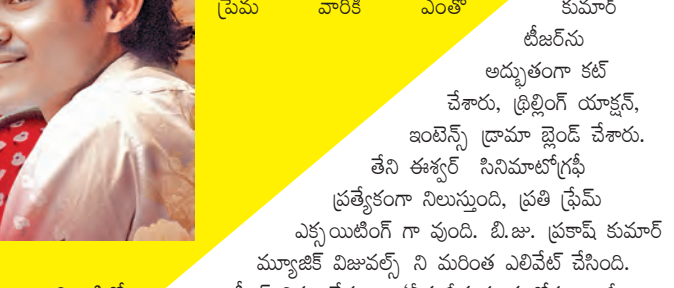 ప్రేమ వారికి ఎంతో కుమార్
టీజర్‌ను
అద్భుతంగా కట్
చేశారు, థ్రిల్లింగ్ యాక్షన్,
ఇంటెన్స్ డ్రామా బ్లెండ్ చేశారు.
తేని ఈశ్వర్ సినిమాటోగ్రఫీ
ప్రత్యేకంగా నిలుస్తుంది, ప్రతి ఫ్రేమ్
ఎక్సయిటింగ్ గా వుంది. బి.జు. ప్రకాష్ కుమార్
మ్యూజిక్ విజువల్స్ ని మరింత ఎలివేట్ చేసింది.